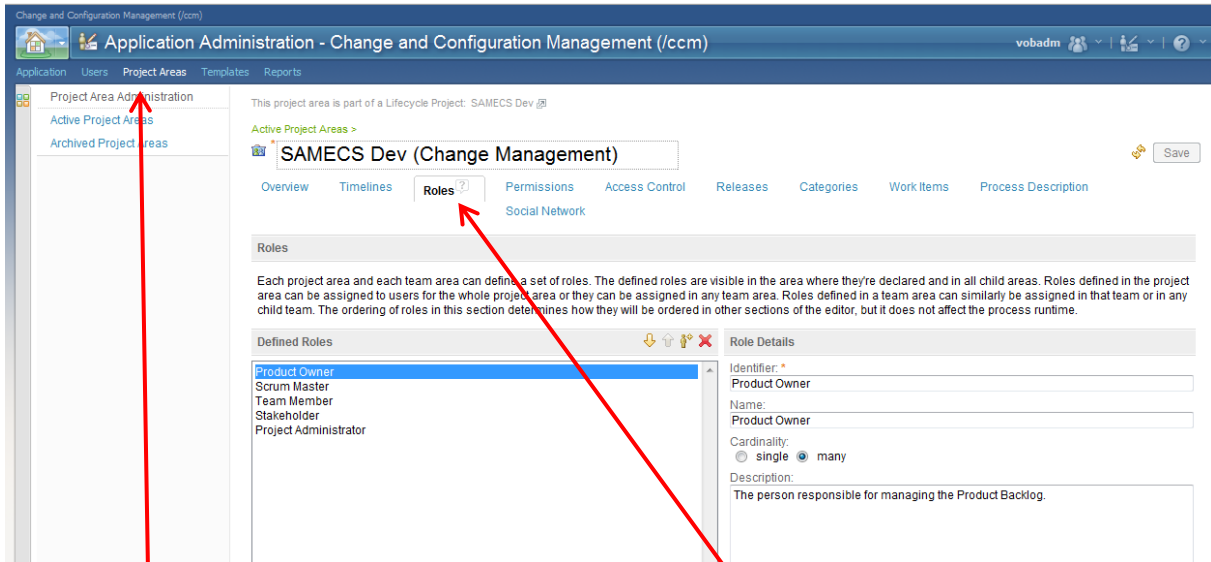 Change and Configuration Management (/ccm)
Application Administration - Change and Configuration Management (/ccm)
vobadm
Application Users Project Areas Templates Reports
Project Area Administration
Active Project Areas
Archived Project Areas
This project area is part of a Lifecycle Project: SAMECS Dev
Active Project Areas >
* SAMECS Dev (Change Management)
Save
Overview Timelines Roles ? Permissions Access Control Releases Categories Work Items Process Description
Social Network
Roles
Each project area and each team area can define a set of roles. The defined roles are visible in the area where they're declared and in all child areas. Roles defined in the project
area can be assigned to users for the whole project area or they can be assigned in any team area. Roles defined in a team area can similarly be assigned in that team or in any
child team. The ordering of roles in this section determines how they will be ordered in other sections of the editor, but it does not affect the process runtime.
Defined Roles
Product Owner
Scrum Master
Team Member
Stakeholder
Project Administrator
Role Details
Identifier: *
Product Owner
Name:
Product Owner
Cardinality:
single many
Description:
The person responsible for managing the Product Backlog.